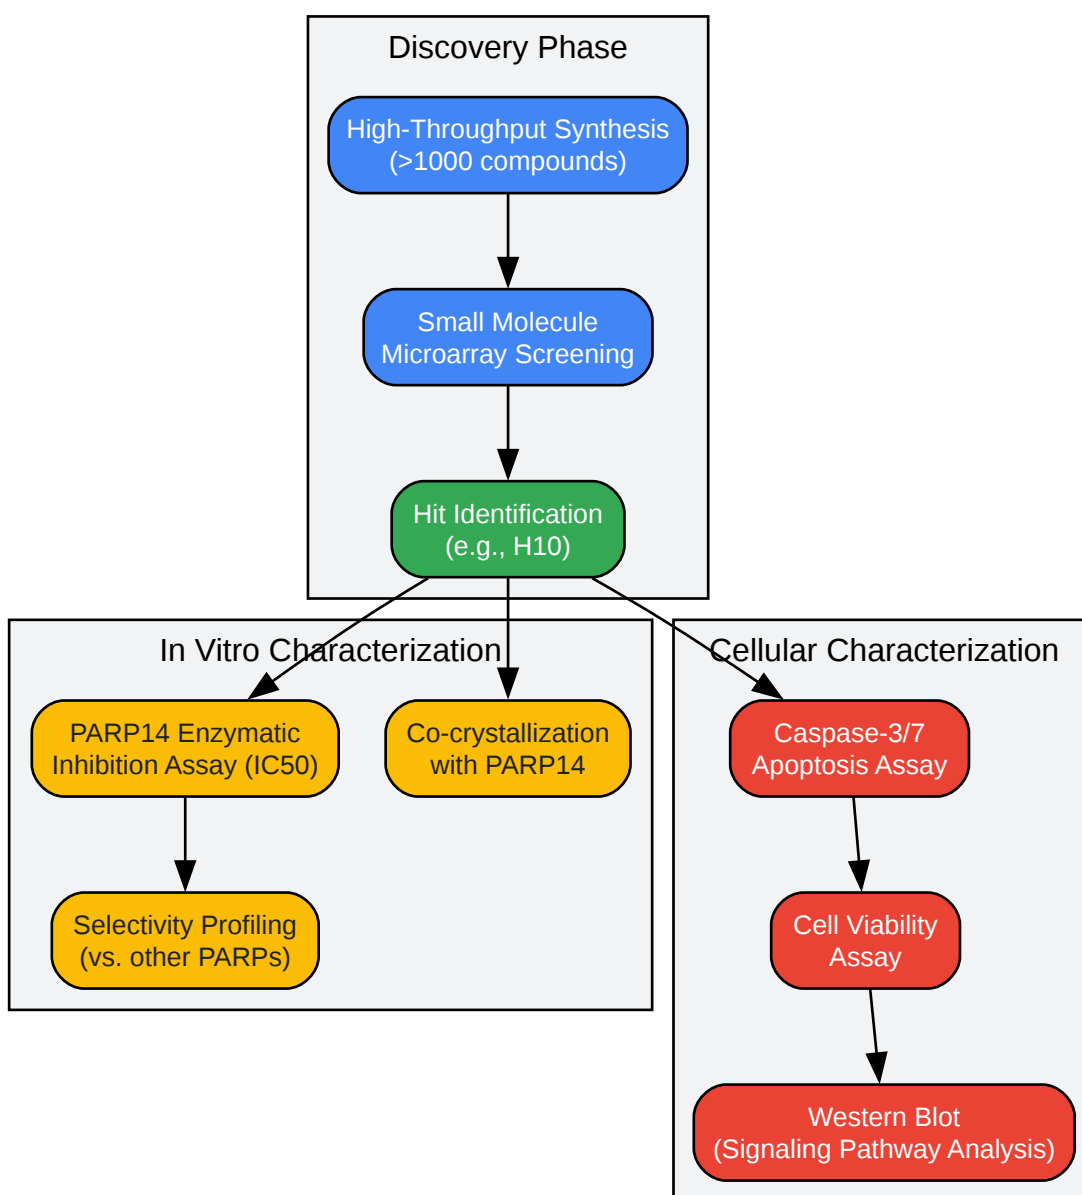 Discovery Phase
High-Throughput Synthesis
(>1000 compounds)
Small Molecule
Microarray Screening
Hit Identification
(e.g., H10)
In Vitro Characterization
PARP14 Enzymatic
Inhibition Assay (IC50)
Co-crystallization
with PARP14
Selectivity Profiling
(vs. other PARPs)
Cellular Characterization
Caspase-3/7
Apoptosis Assay
Cell Viability
Assay
Western Blot
(Signaling Pathway Analysis)